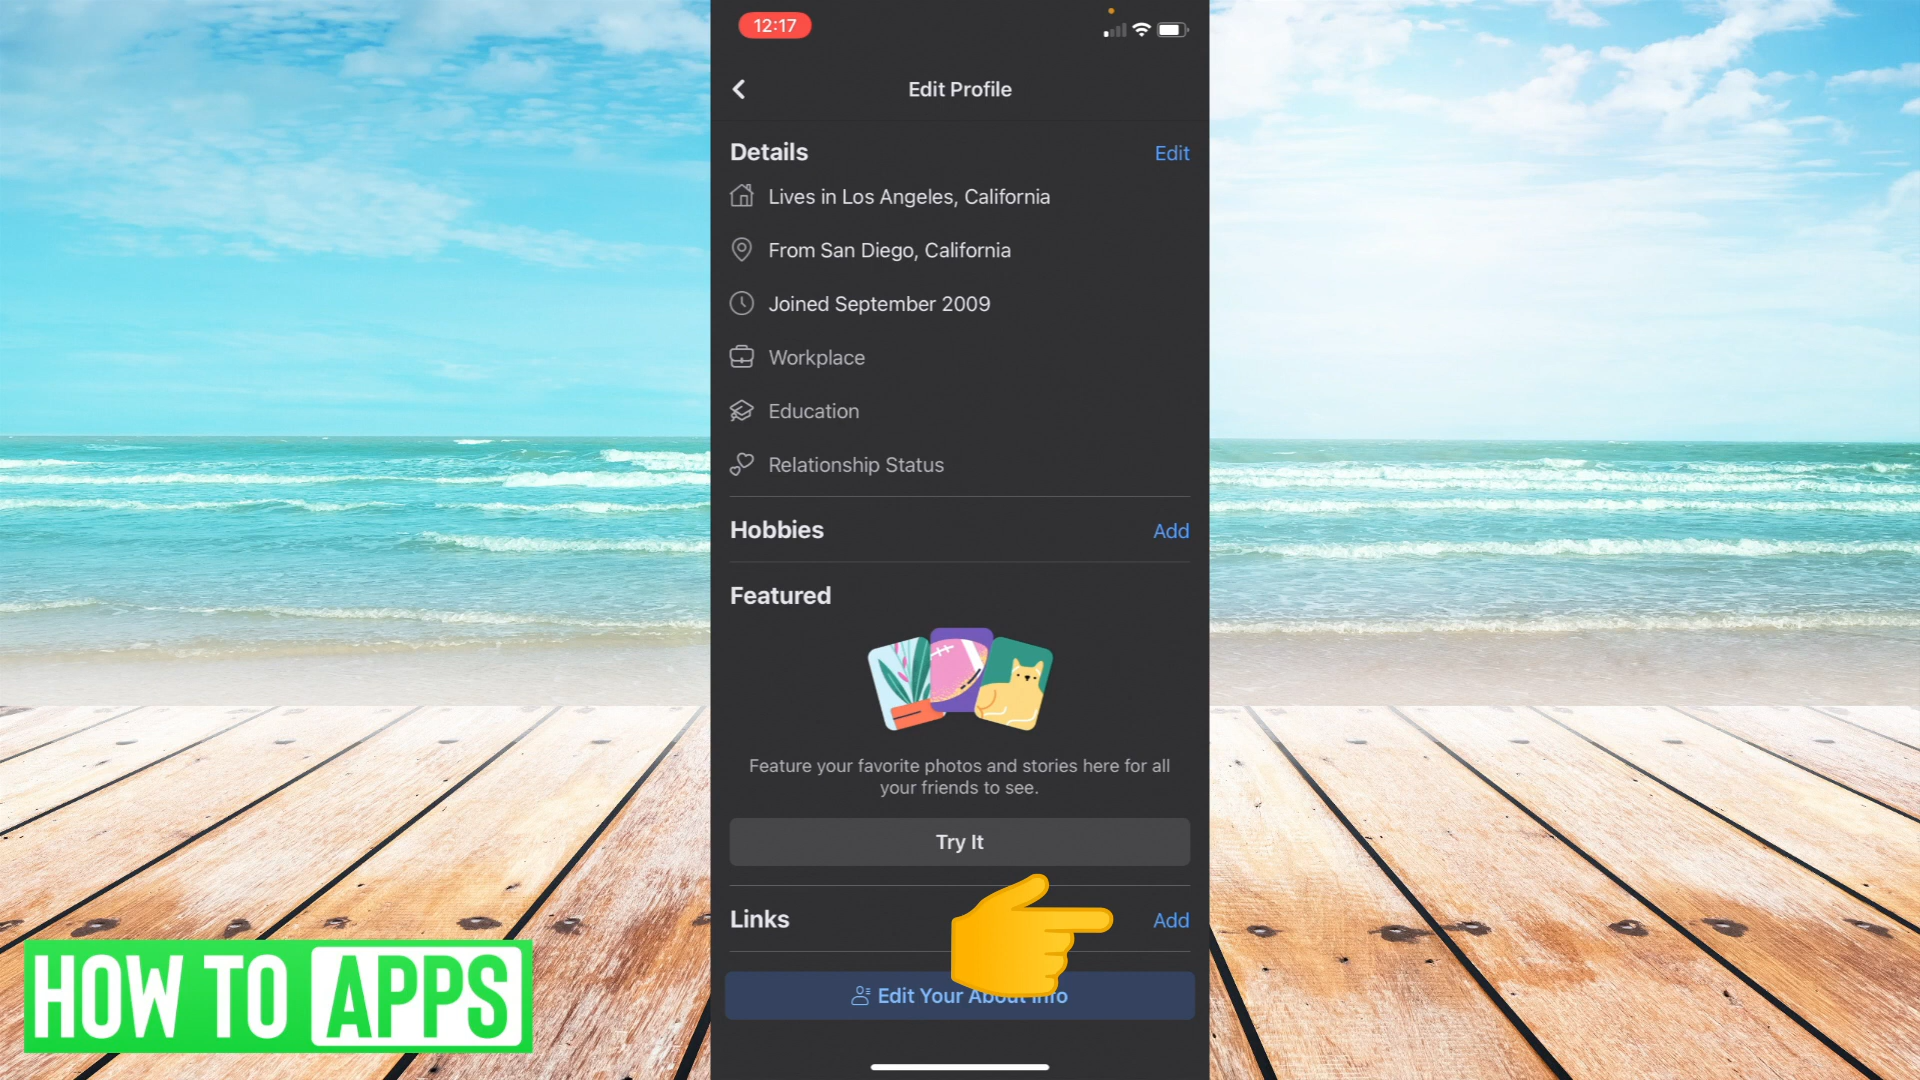 12:17
Edit Profile
Details
Edit
Lives in Los Angeles, California
From San Diego, California
Joined September 2009
Workplace
Education
Relationship Status
Hobbies
Add
Featured
Feature your favorite photos and stories here for all
your friends to see.
Try It
Links
Add
Edit Your About Info
HOW TO APPS